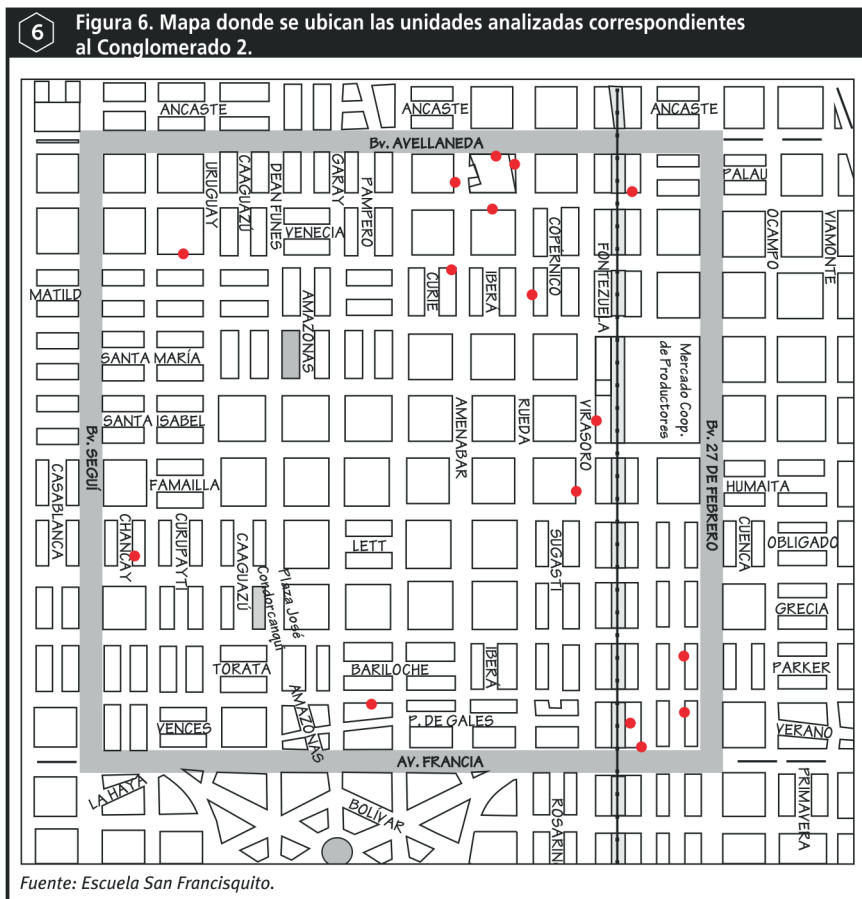 6
Figura 6. Mapa donde se ubican las unidades analizadas correspondientes
al Conglomerado 2.
ANCASTE
ANCASTE
ANCASTE
Bv. AVELLANEDA
URUGUAY
CAAGUAZÚ
DEAN FUNES
GARAY
PAMPERO
PALAU
VENECIA
COPÉRNICO
FONTEZUELA
OCAMPO
VIAMONTE
MATILD
AMAZONAS
CURIE
IBERA
SANTA MARÍA
Mercado Coop.
de Productores
SANTA ISABEL
AMENABAR
RUEDA
VIRASORO
Bv. SEGUÍ
Bv. 27 DE FEBRERO
CASABLANCA
FAMAILLA
HUMAITA
CHANCAY
CURUPAYTI
CAAGUAZÚ
LETT
SUGASTI
CUENCA
OBLIGADO
Plaza José
Condorcanqui
GRECIA
TORATA
BARILOCHE
IBERA
PARKER
VENCES
AMAZONAS
P. DE GALES
VERANO
AV. FRANCIA
LA HAYA
BOLÍVAR
ROSARIN
PRIMAVERA
Fuente: Escuela San Francisquito.